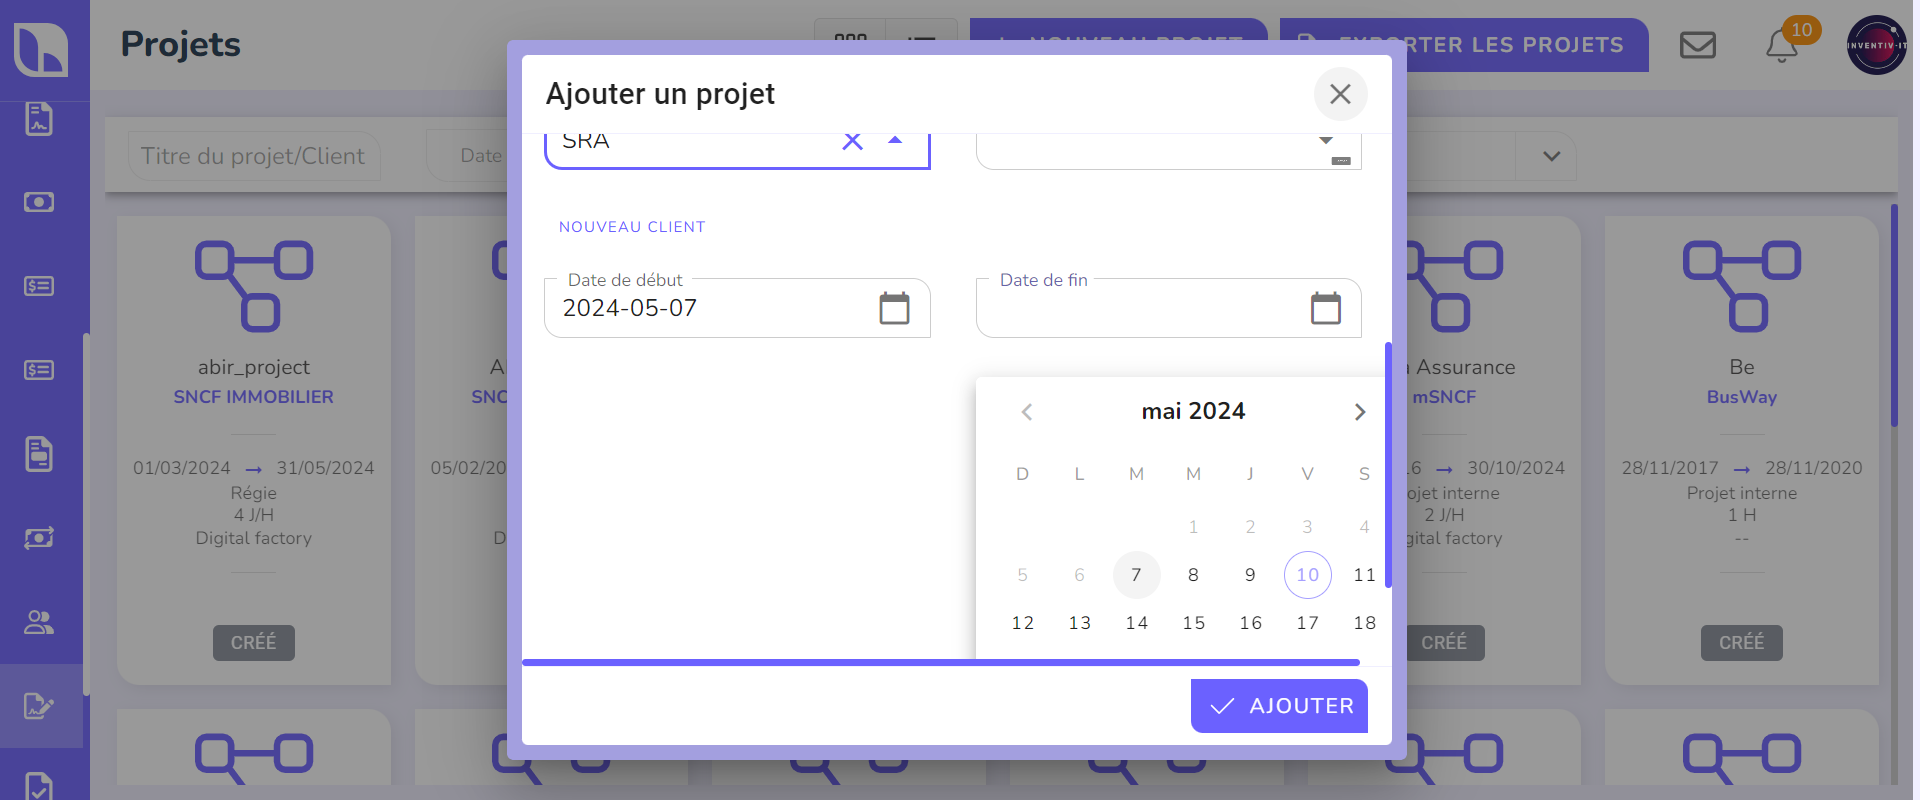 Projets
NOUVEAU PROJET
EXPORTER LES PROJETS
10
INVENTIV-IT
Titre du projet/Client
Date
Ajouter un projet
SRA
NOUVEAU CLIENT
Date de début
2024-05-07
Date de fin
mai 2024
D L M M J V S
1 2 3 4
5 6 7 8 9 10 11
12 13 14 15 16 17 18
AJOUTER
abir_project
SNCF IMMOBILIER
01/03/2024 → 31/05/2024
Régie
4 J/H
Digital factory
CRÉÉ
SNC
05/02/20
Assurance
mSNCF
16 → 30/10/2024
ojet interne
2 J/H
gital factory
CRÉÉ
Be
BusWay
28/11/2017 → 28/11/2020
Projet interne
1 H
--
CRÉÉ